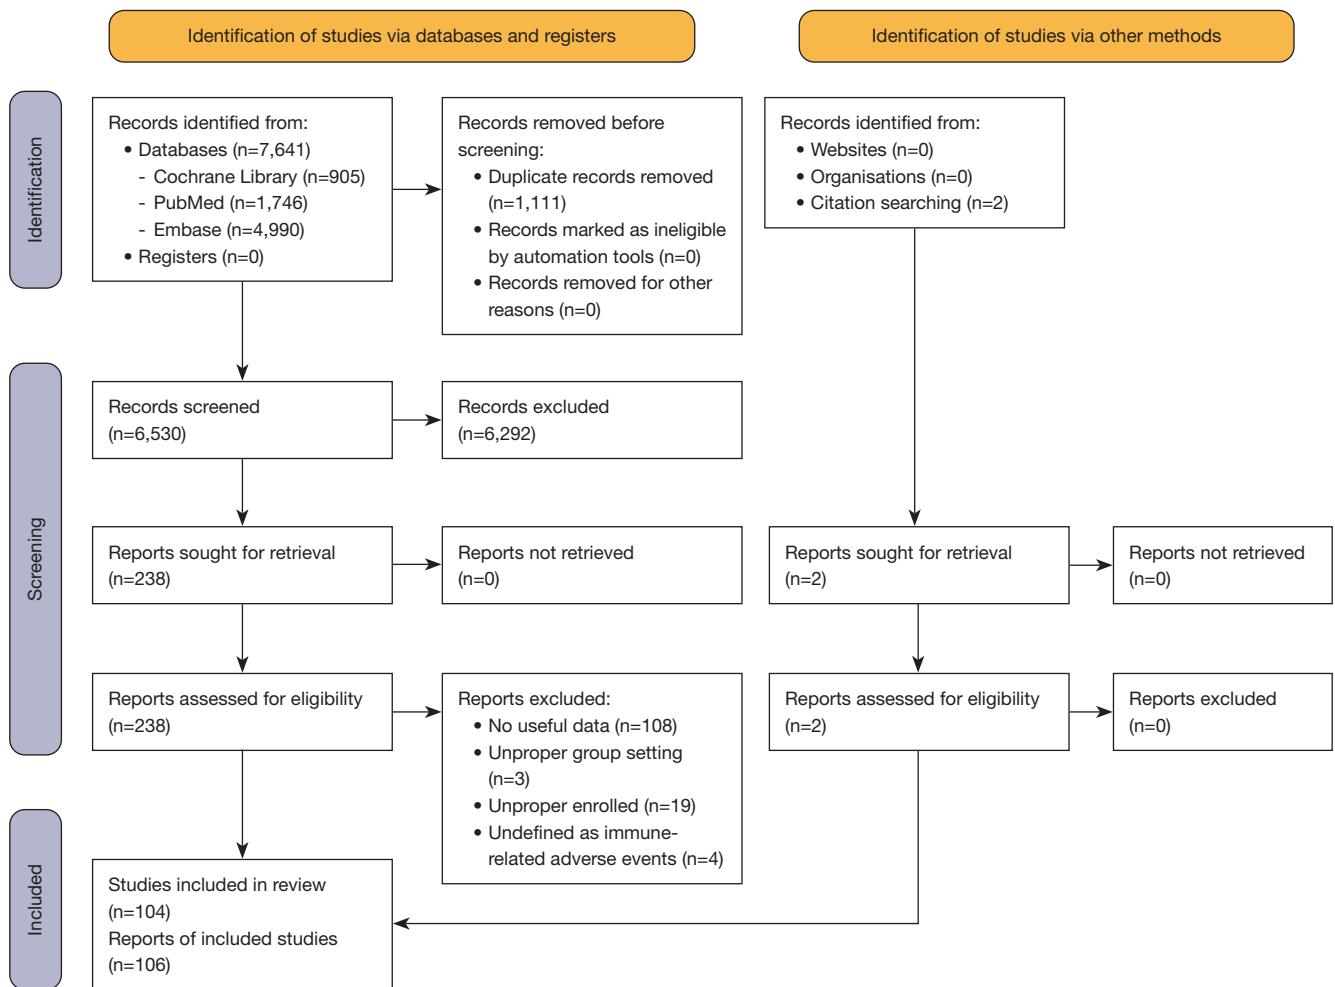 Identification of studies via databases and registers
Identification of studies via other methods
Identification
Records identified from:
• Databases (n=7,641)
- Cochrane Library (n=905)
- PubMed (n=1,746)
- Embase (n=4,990)
• Registers (n=0)
Records removed before
screening:
• Duplicate records removed
(n=1,111)
• Records marked as ineligible
by automation tools (n=0)
• Records removed for other
reasons (n=0)
Records identified from:
• Websites (n=0)
• Organisations (n=0)
• Citation searching (n=2)
Screening
Records screened
(n=6,530)
Records excluded
(n=6,292)
Reports sought for retrieval
(n=238)
Reports not retrieved
(n=0)
Reports sought for retrieval
(n=2)
Reports not retrieved
(n=0)
Reports assessed for eligibility
(n=238)
Reports excluded:
• No useful data (n=108)
• Unproper group setting
(n=3)
• Unproper enrolled (n=19)
• Undefined as immune-
related adverse events (n=4)
Reports assessed for eligibility
(n=2)
Reports excluded
(n=0)
Included
Studies included in review
(n=104)
Reports of included studies
(n=106)